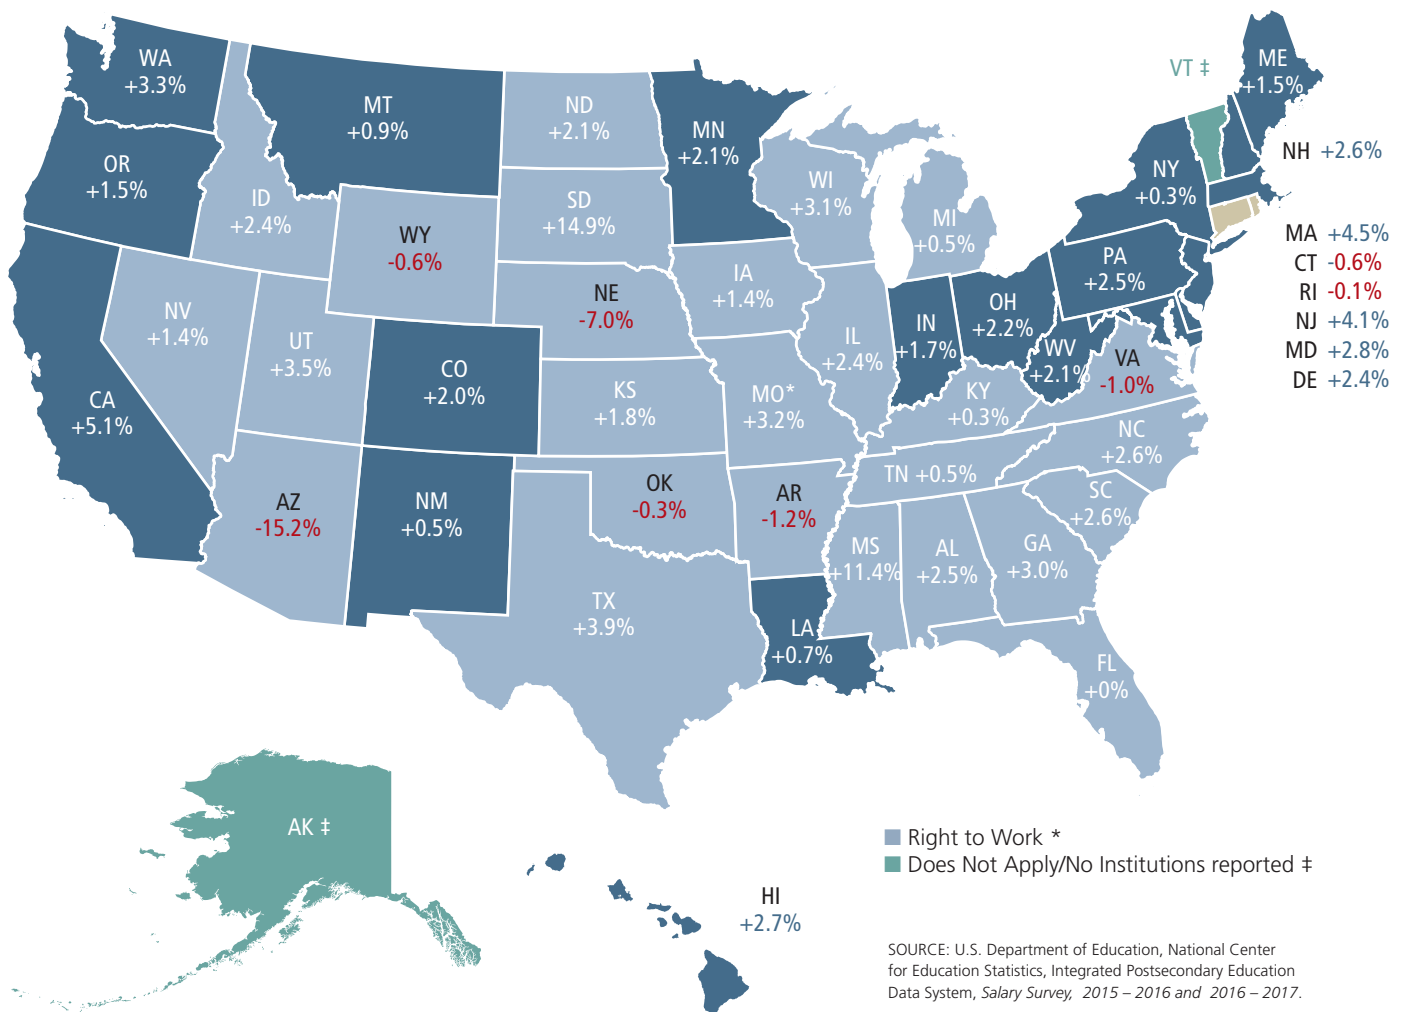 WA
+3.3%
MT
+0.9%
ND
+2.1%
MN
+2.1%
VT ‡
ME
+1.5%
OR
+1.5%
ID
+2.4%
WY
-0.6%
SD
+14.9%
WI
+3.1%
MI
+0.5%
NY
+0.3%
NH +2.6%
MA +4.5%
CT -0.6%
RI -0.1%
NJ +4.1%
MD +2.8%
DE +2.4%
NV
+1.4%
UT
+3.5%
NE
-7.0%
IA
+1.4%
IL
+2.4%
IN
+1.7%
OH
+2.2%
PA
+2.5%
WV
+2.1%
VA
-1.0%
CA
+5.1%
CO
+2.0%
KS
+1.8%
MO*
+3.2%
KY
+0.3%
NC
+2.6%
TN +0.5%
SC
+2.6%
AZ
-15.2%
NM
+0.5%
OK
-0.3%
AR
-1.2%
MS
+11.4%
AL
+2.5%
GA
+3.0%
TX
+3.9%
LA
+0.7%
FL
+0%
AK ‡
HI
+2.7%
Right to Work *
Does Not Apply/No Institutions reported ‡
SOURCE: U.S. Department of Education, National Center
for Education Statistics, Integrated Postsecondary Education
Data System, Salary Survey, 2015 – 2016 and 2016 – 2017.